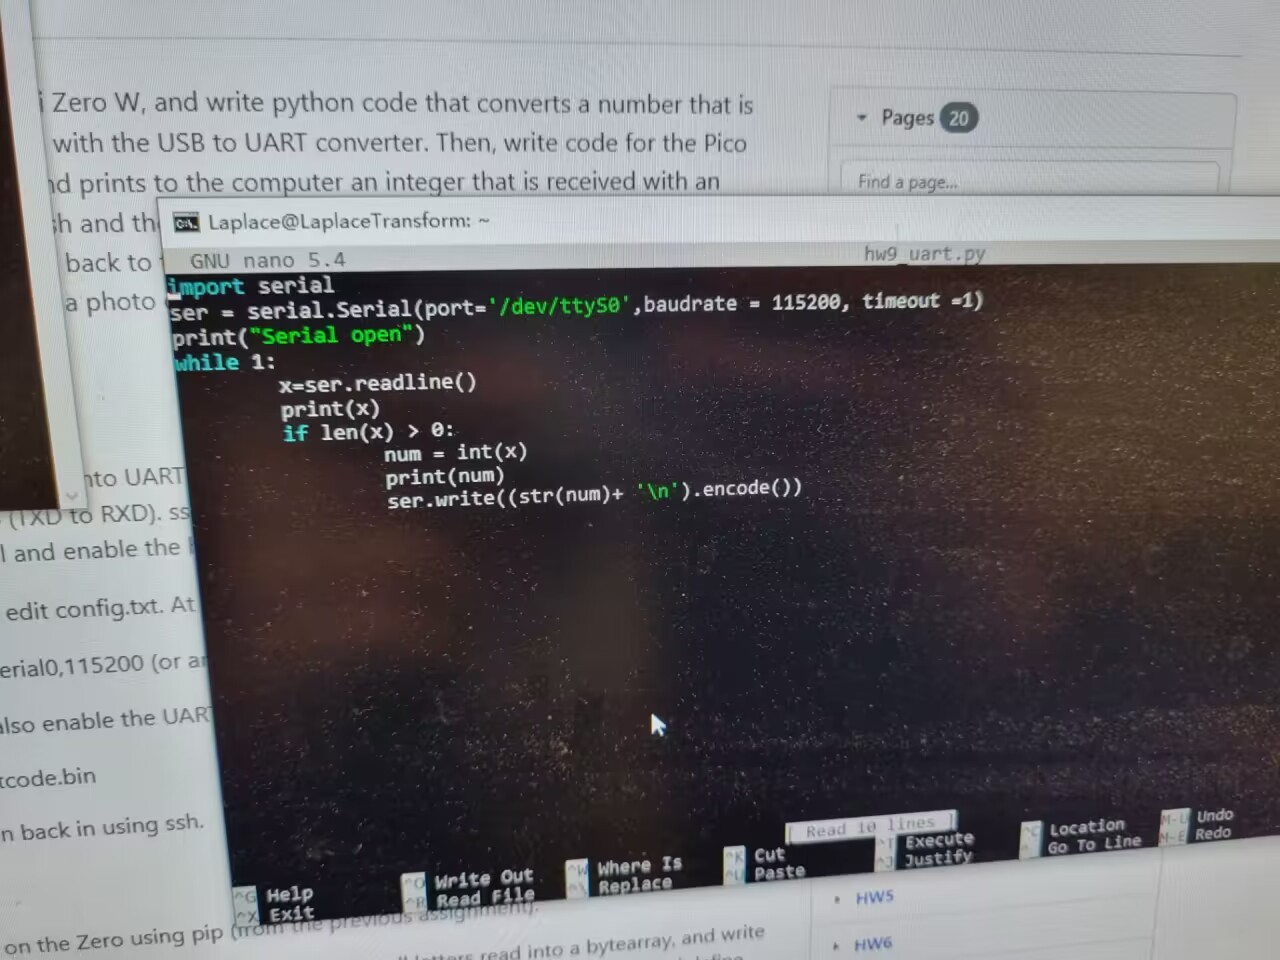 i Zero W, and write python code that converts a number that is
with the USB to UART converter. Then, write code for the Pico
nd prints to the computer an integer that is received with an
h and th
back to
a photo
Pages 20
Find a page...
Laplace@LaplaceTransform: ~
GNU nano 5.4
hw9_uart.py
import serial
ser = serial.Serial(port='/dev/ttyS0',baudrate = 115200, timeout =1)
print("Serial open")
while 1:
x=ser.readline()
print(x)
if len(x) > 0:
num = int(x)
print(num)
ser.write((str(num)+ '\n').encode())
nto UART
(TXD to RXD). ss
l and enable the
edit config.txt. At
erial0,115200 (or an
also enable the UAR
tcode.bin
n back in using ssh.
[ Read 10 lines ]
^G Help
^O Write Out
^W Where Is
^K Cut
^T Execute
^C Location
M-U Undo
^X Exit
^R Read File
^\ Replace
^U Paste
^J Justify
Go To Line
M-E Redo
on the Zero using pip (from the previous assignment).
letters read into a bytearray, and write
HW5
HW6